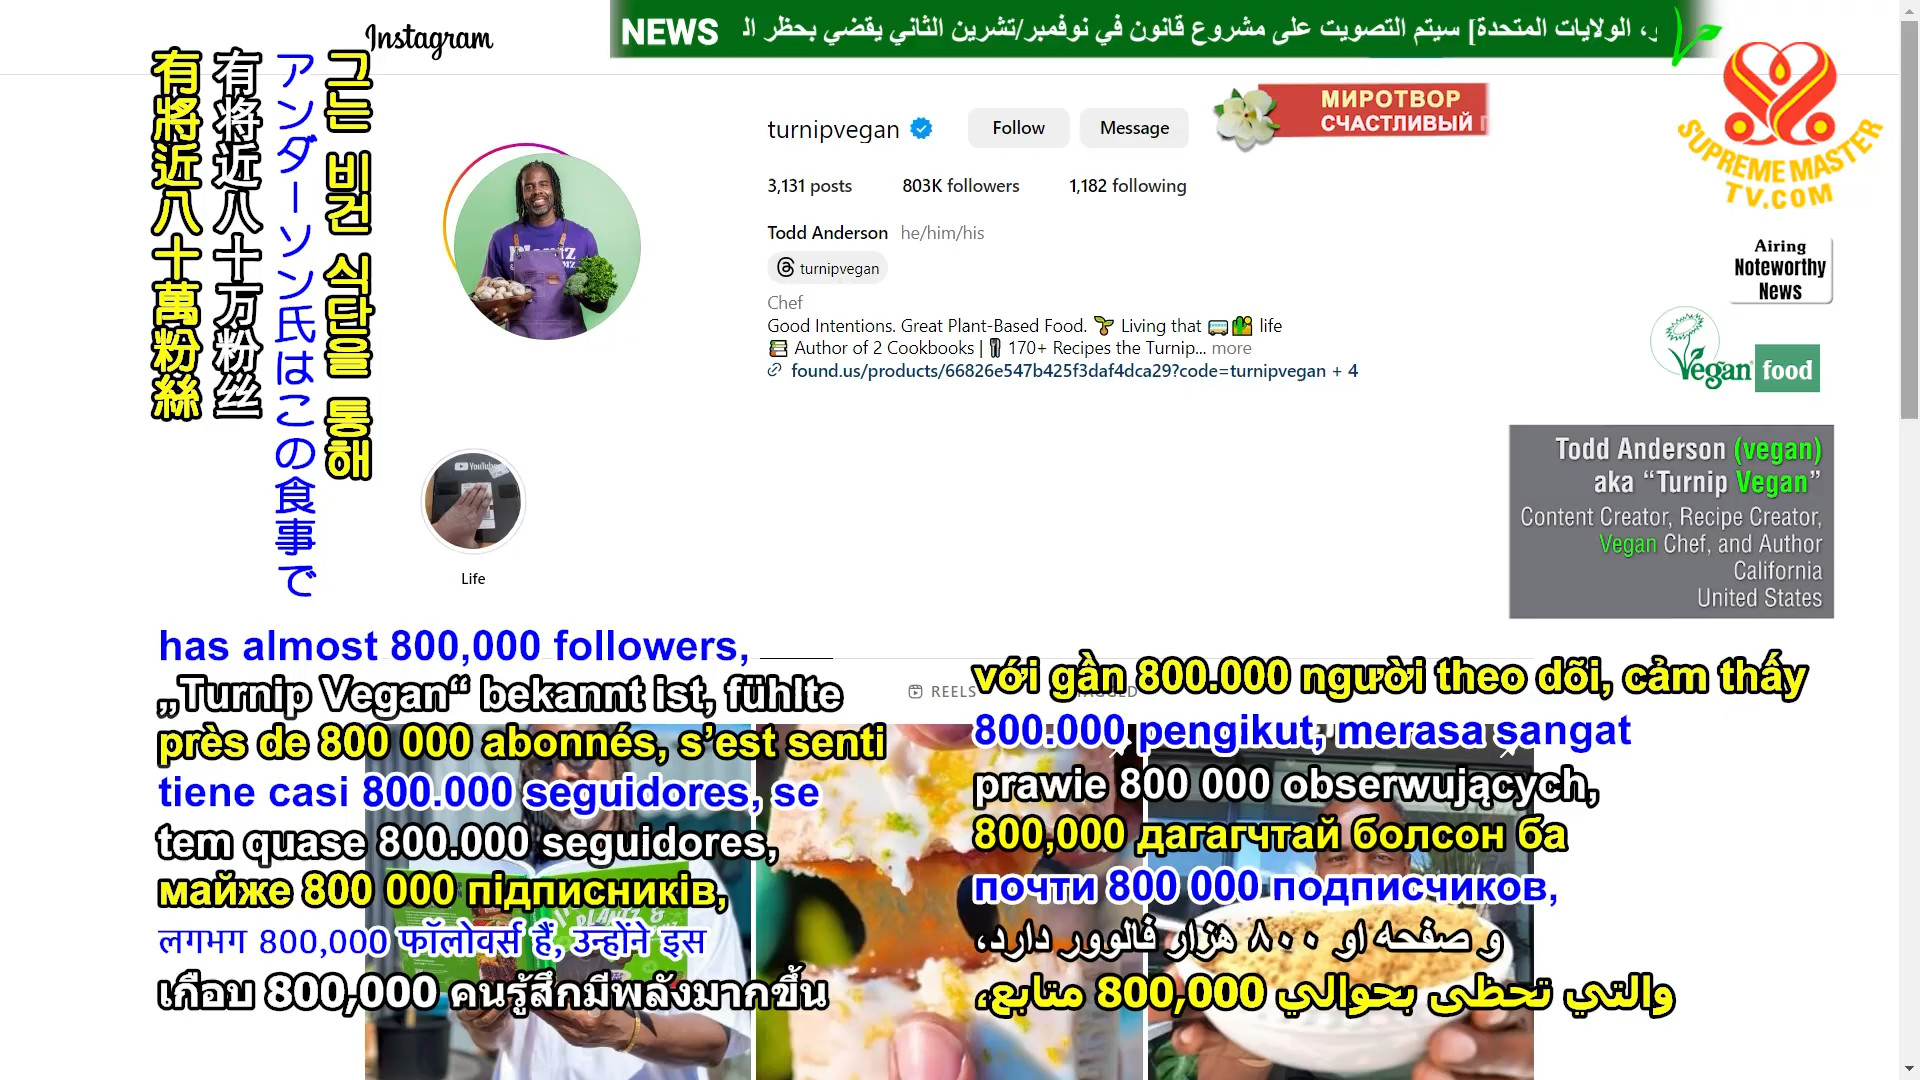 Instagram
NEWS
ر، الولايات المتحدة] سيتم التصويت على مشروع قانون في نوفمبر/تشرين الثاني يقضي بحظر ال
有將近八十萬粉絲
有将近八十万粉丝
アンダーソン氏はこの食事で
그는 비건 식단을 통해
turnipvegan
Follow
Message
МИРОТВОР
СЧАСТЛИВЫЙ
SUPREME MASTER
TV.COM
3,131 posts
803K followers
1,182 following
Todd Anderson he/him/his
turnipvegan
Chef
Good Intentions. Great Plant-Based Food. Living that life
Author of 2 Cookbooks | 170+ Recipes the Turnip... more
found.us/products/66826e547b425f3daf4dca29?code=turnipvegan + 4
Airing
Noteworthy
News
Vegan food
Todd Anderson (vegan)
aka “Turnip Vegan”
Content Creator, Recipe Creator,
Vegan Chef, and Author
California
United States
YouTube
Life
REELS
TAGGED
has almost 800,000 followers,
„Turnip Vegan“ bekannt ist, fühlte
près de 800 000 abonnés, s’est senti
tiene casi 800.000 seguidores, se
tem quase 800.000 seguidores,
майже 800 000 підписників,
लगभग 800,000 फॉलोवर्स हैं, उन्होंने इस
เกือบ 800,000 คนรู้สึกมีพลังมากขึ้น
với gần 800.000 người theo dõi, cảm thấy
800.000 pengikut, merasa sangat
prawie 800 000 obserwujących,
800,000 дагагчтай болсон ба
почти 800 000 подписчиков,
و صفحه او ۸۰۰ هزار فالوور دارد،
والتي تحظى بحوالي 800,000 متابع،